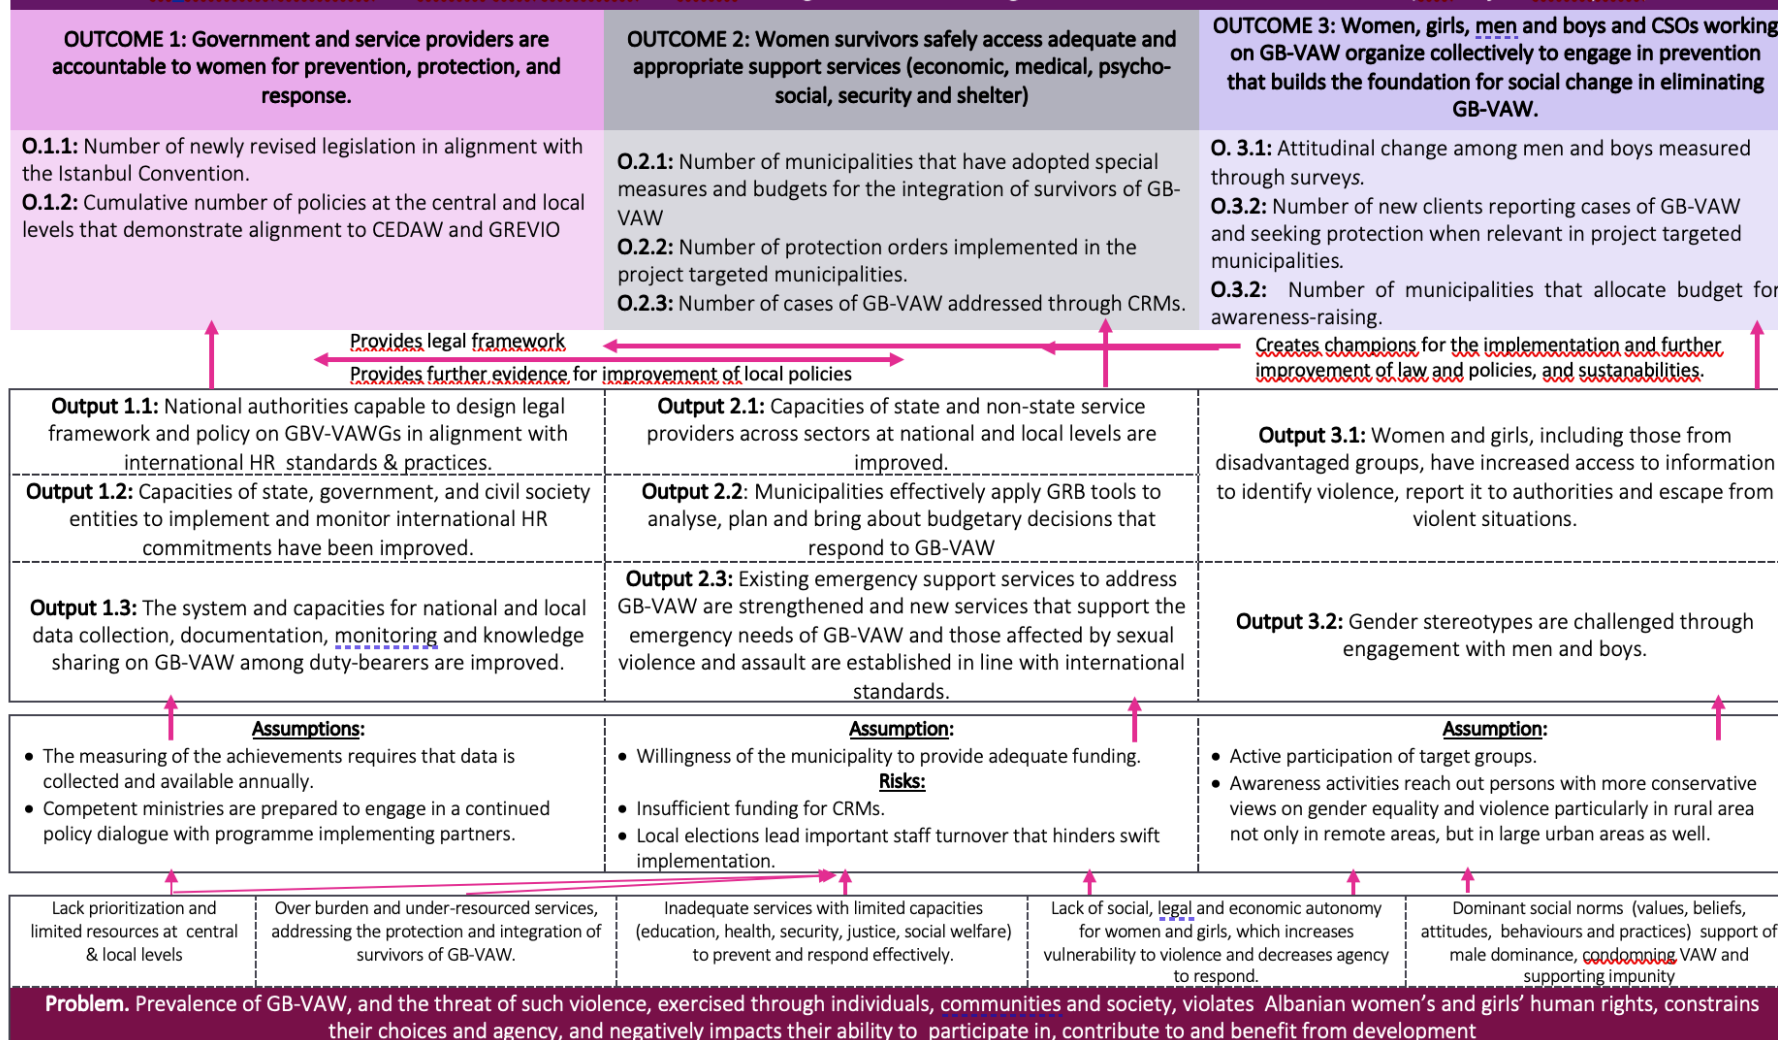 OUTCOME 1: Government and service providers are
accountable to women for prevention, protection, and
response.
OUTCOME 2: Women survivors safely access adequate and
appropriate support services (economic, medical, psycho-
social, security and shelter)
OUTCOME 3: Women, girls, men and boys and CSOs working
on GB-VAW organize collectively to engage in prevention
that builds the foundation for social change in eliminating
GB-VAW.
O.1.1: Number of newly revised legislation in alignment with
the Istanbul Convention.
O.1.2: Cumulative number of policies at the central and local
levels that demonstrate alignment to CEDAW and GREVIO
O.2.1: Number of municipalities that have adopted special
measures and budgets for the integration of survivors of GB-
VAW
O.2.2: Number of protection orders implemented in the
project targeted municipalities.
O.2.3: Number of cases of GB-VAW addressed through CRMs.
O. 3.1: Attitudinal change among men and boys measured
through surveys.
O.3.2: Number of new clients reporting cases of GB-VAW
and seeking protection when relevant in project targeted
municipalities.
O.3.2: Number of municipalities that allocate budget for
awareness-raising.
Provides legal framework
Provides further evidence for improvement of local policies
Creates champions for the implementation and further
improvement of law and policies, and sustanabilities.
Output 1.1: National authorities capable to design legal
framework and policy on GBV-VAWGs in alignment with
international HR standards & practices.
Output 1.2: Capacities of state, government, and civil society
entities to implement and monitor international HR
commitments have been improved.
Output 1.3: The system and capacities for national and local
data collection, documentation, monitoring and knowledge
sharing on GB-VAW among duty-bearers are improved.
Output 2.1: Capacities of state and non-state service
providers across sectors at national and local levels are
improved.
Output 2.2: Municipalities effectively apply GRB tools to
analyse, plan and bring about budgetary decisions that
respond to GB-VAW
Output 2.3: Existing emergency support services to address
GB-VAW are strengthened and new services that support the
emergency needs of GB-VAW and those affected by sexual
violence and assault are established in line with international
standards.
Output 3.1: Women and girls, including those from
disadvantaged groups, have increased access to information
to identify violence, report it to authorities and escape from
violent situations.
Output 3.2: Gender stereotypes are challenged through
engagement with men and boys.
Assumptions:
• The measuring of the achievements requires that data is
collected and available annually.
• Competent ministries are prepared to engage in a continued
policy dialogue with programme implementing partners.
Assumption:
• Willingness of the municipality to provide adequate funding.
Risks:
• Insufficient funding for CRMs.
• Local elections lead important staff turnover that hinders swift
implementation.
Assumption:
• Active participation of target groups.
• Awareness activities reach out persons with more conservative
views on gender equality and violence particularly in rural area
not only in remote areas, but in large urban areas as well.
Lack prioritization and
limited resources at central
& local levels
Over burden and under-resourced services,
addressing the protection and integration of
survivors of GB-VAW.
Inadequate services with limited capacities
(education, health, security, justice, social welfare)
to prevent and respond effectively.
Lack of social, legal and economic autonomy
for women and girls, which increases
vulnerability to violence and decreases agency
to respond.
Dominant social norms (values, beliefs,
attitudes, behaviours and practices) support of
male dominance, condomning VAW and
supporting impunity
Problem. Prevalence of GB-VAW, and the threat of such violence, exercised through individuals, communities and society, violates Albanian women's and girls' human rights, constrains
their choices and agency, and negatively impacts their ability to participate in, contribute to and benefit from development